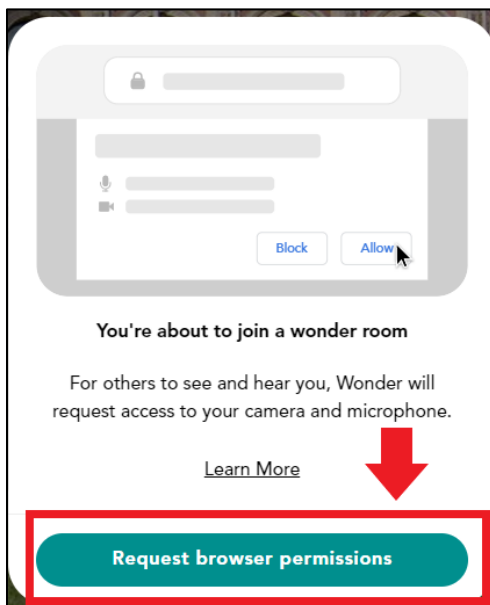 Block
Allow
You're about to join a wonder room
For others to see and hear you, Wonder will
request access to your camera and microphone.
Learn More
Request browser permissions